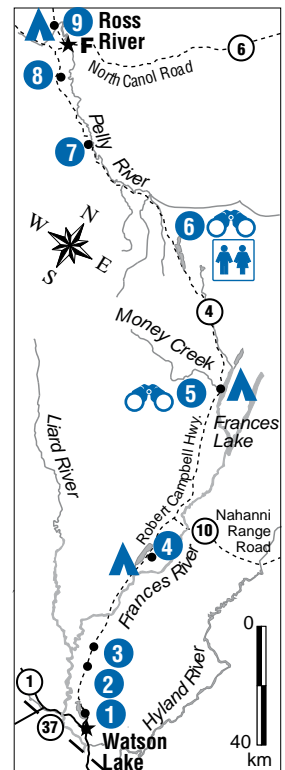 9 Ross
River
F
6
North Canol Road
8
7
Pelly
River
N
W
E
S
6
4
Money Creek
5
Frances
Lake
Liard River
Robert Campbell Hwy.
10
Nahanni
Range
Road
4
Frances River
3
2
1
Hyland River
0
40
km
1
37
Watson
Lake